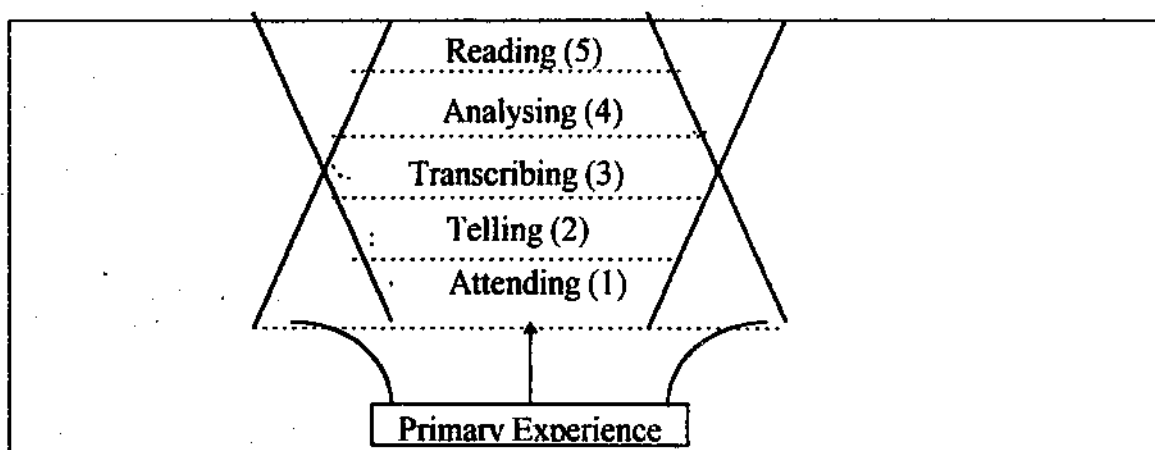 Reading (5)
Analysing (4)
Transcribing (3)
Telling (2)
Attending (1)
Primary Experience